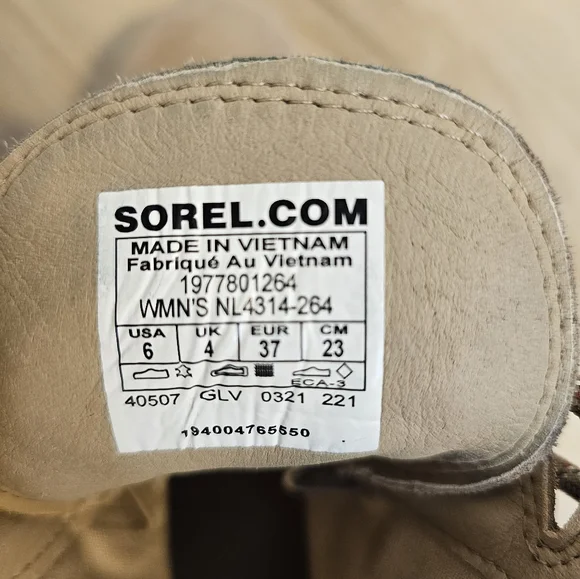 SOREL.COM
MADE IN VIETNAM
Fabriqué Au Vietnam
1977801264
WMN'S NL4314-264
USA UK EUR CM
6 4 37 23
ECA-3
40507 GLV 0321 221
194004765550